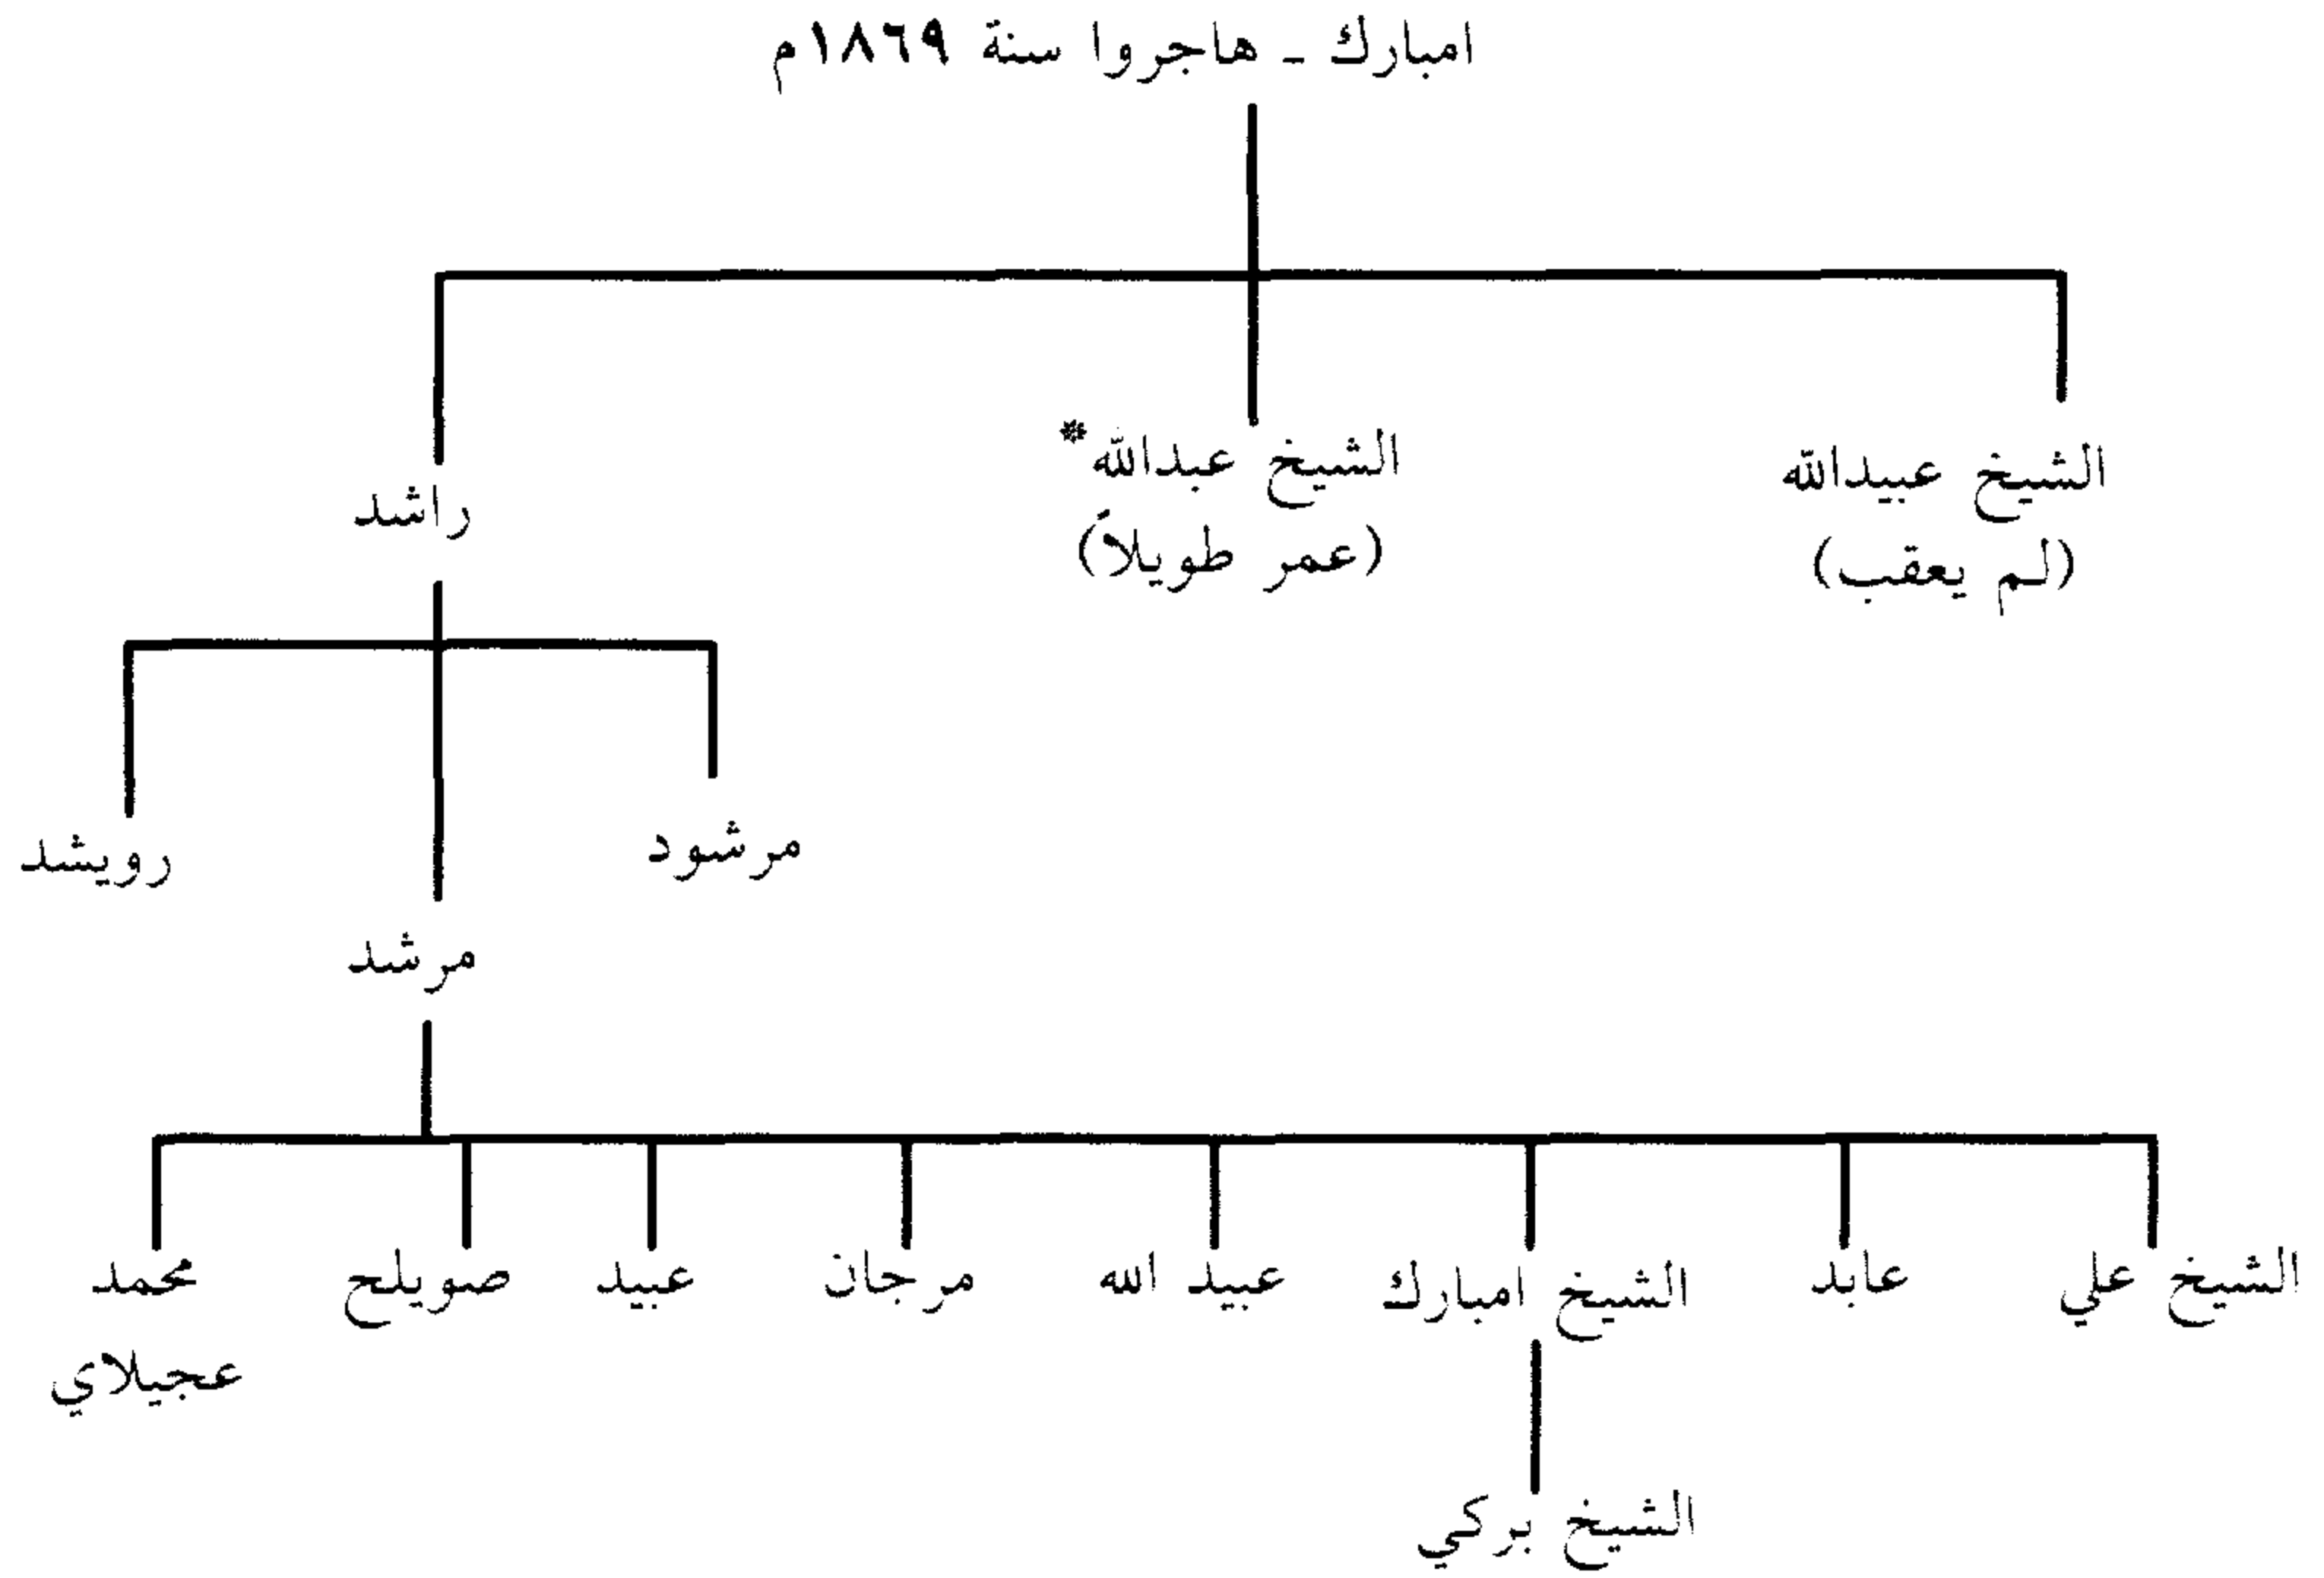 امبارك - هاجروا سنة ١٨٦٩م
الشيخ عبيدالله
(لم يعقب)
الشيخ عبدالله*
(عمر طويلاً)
راشد
مرشود
مرشد
رويشد
الشيخ علي
عابد
الشيخ امبارك
عبيد الله
مرجان
عبيد
صويلح
محمد
عجيلاي
الشيخ بركي